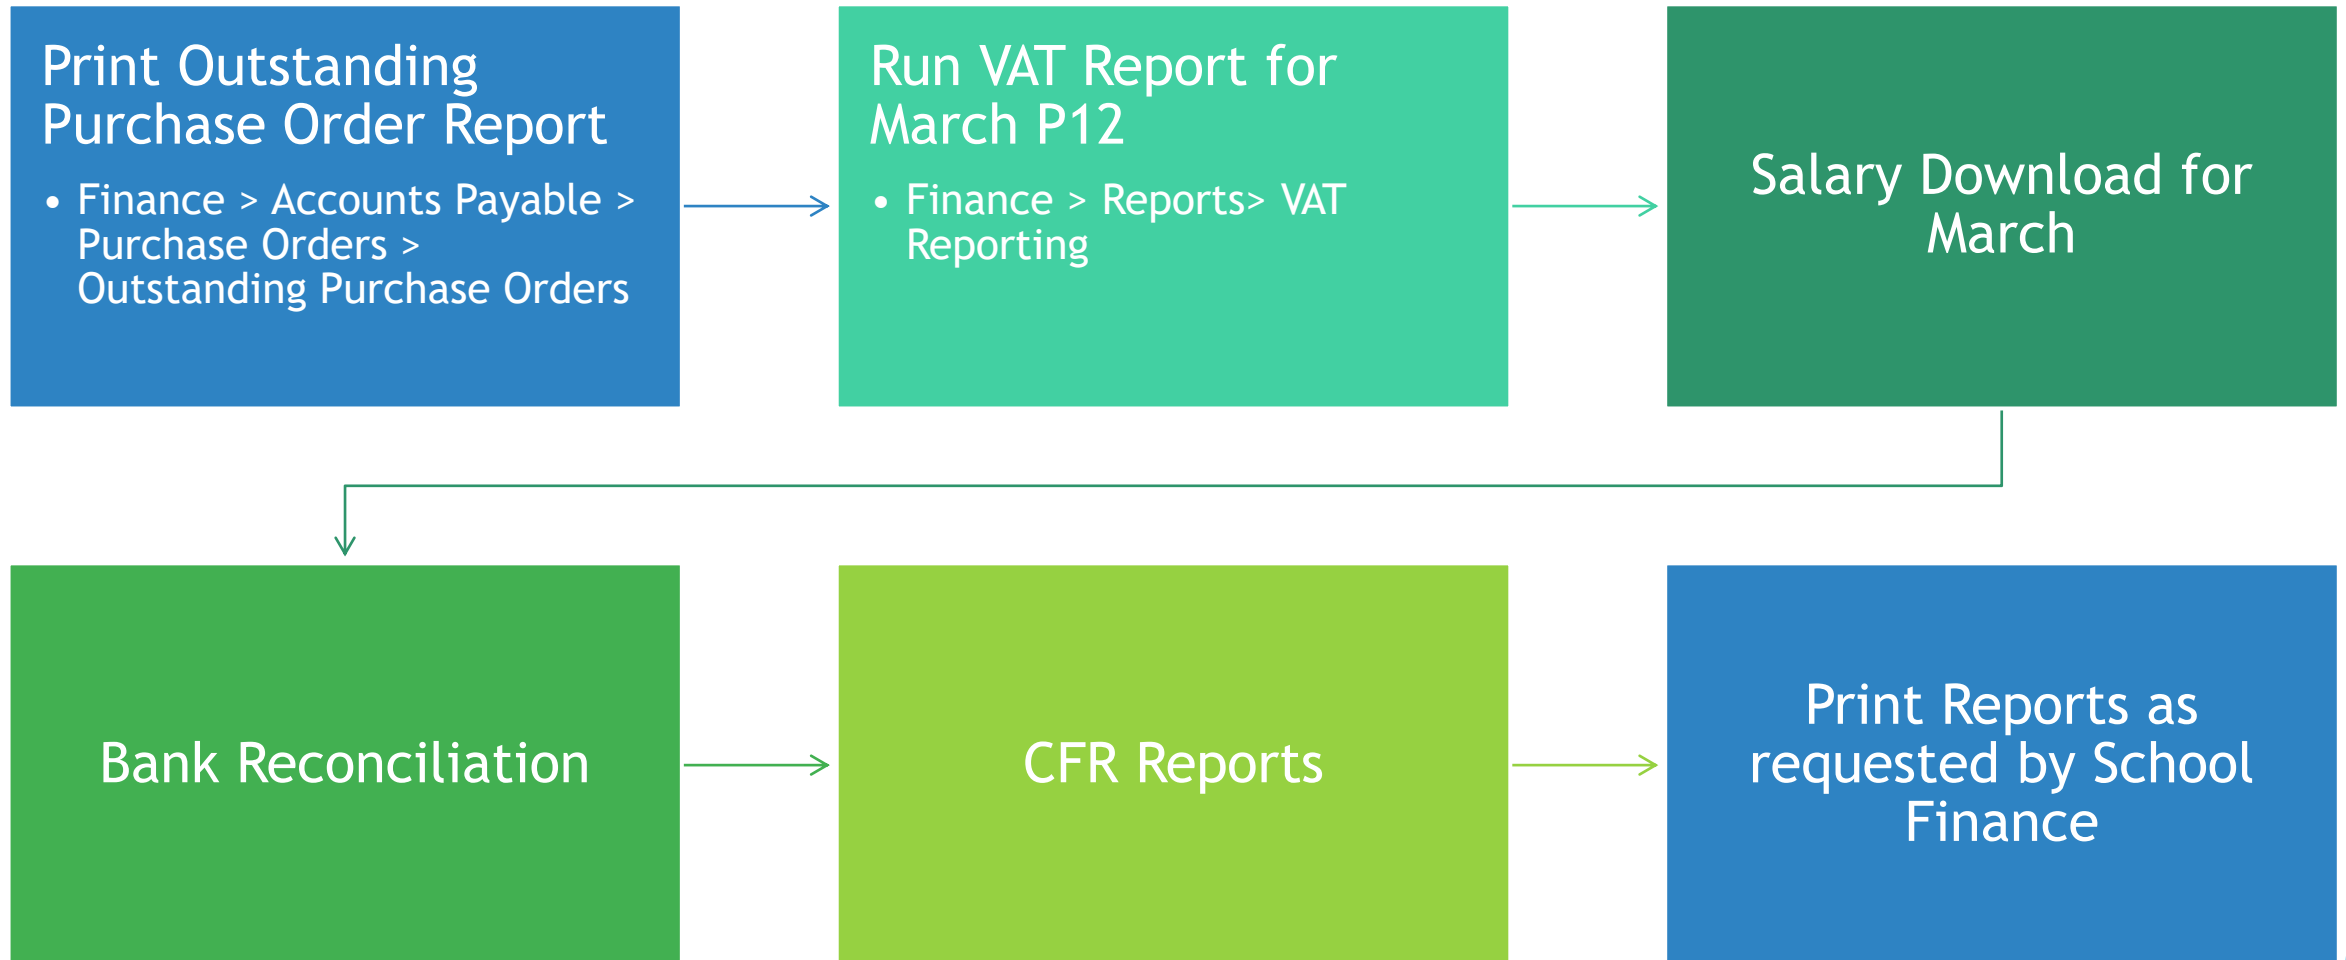 Print Outstanding
Purchase Order Report
• Finance > Accounts Payable >
Purchase Orders >
Outstanding Purchase Orders
Run VAT Report for
March P12
• Finance > Reports> VAT
Reporting
Salary Download for
March
Bank Reconciliation
CFR Reports
Print Reports as
requested by School
Finance